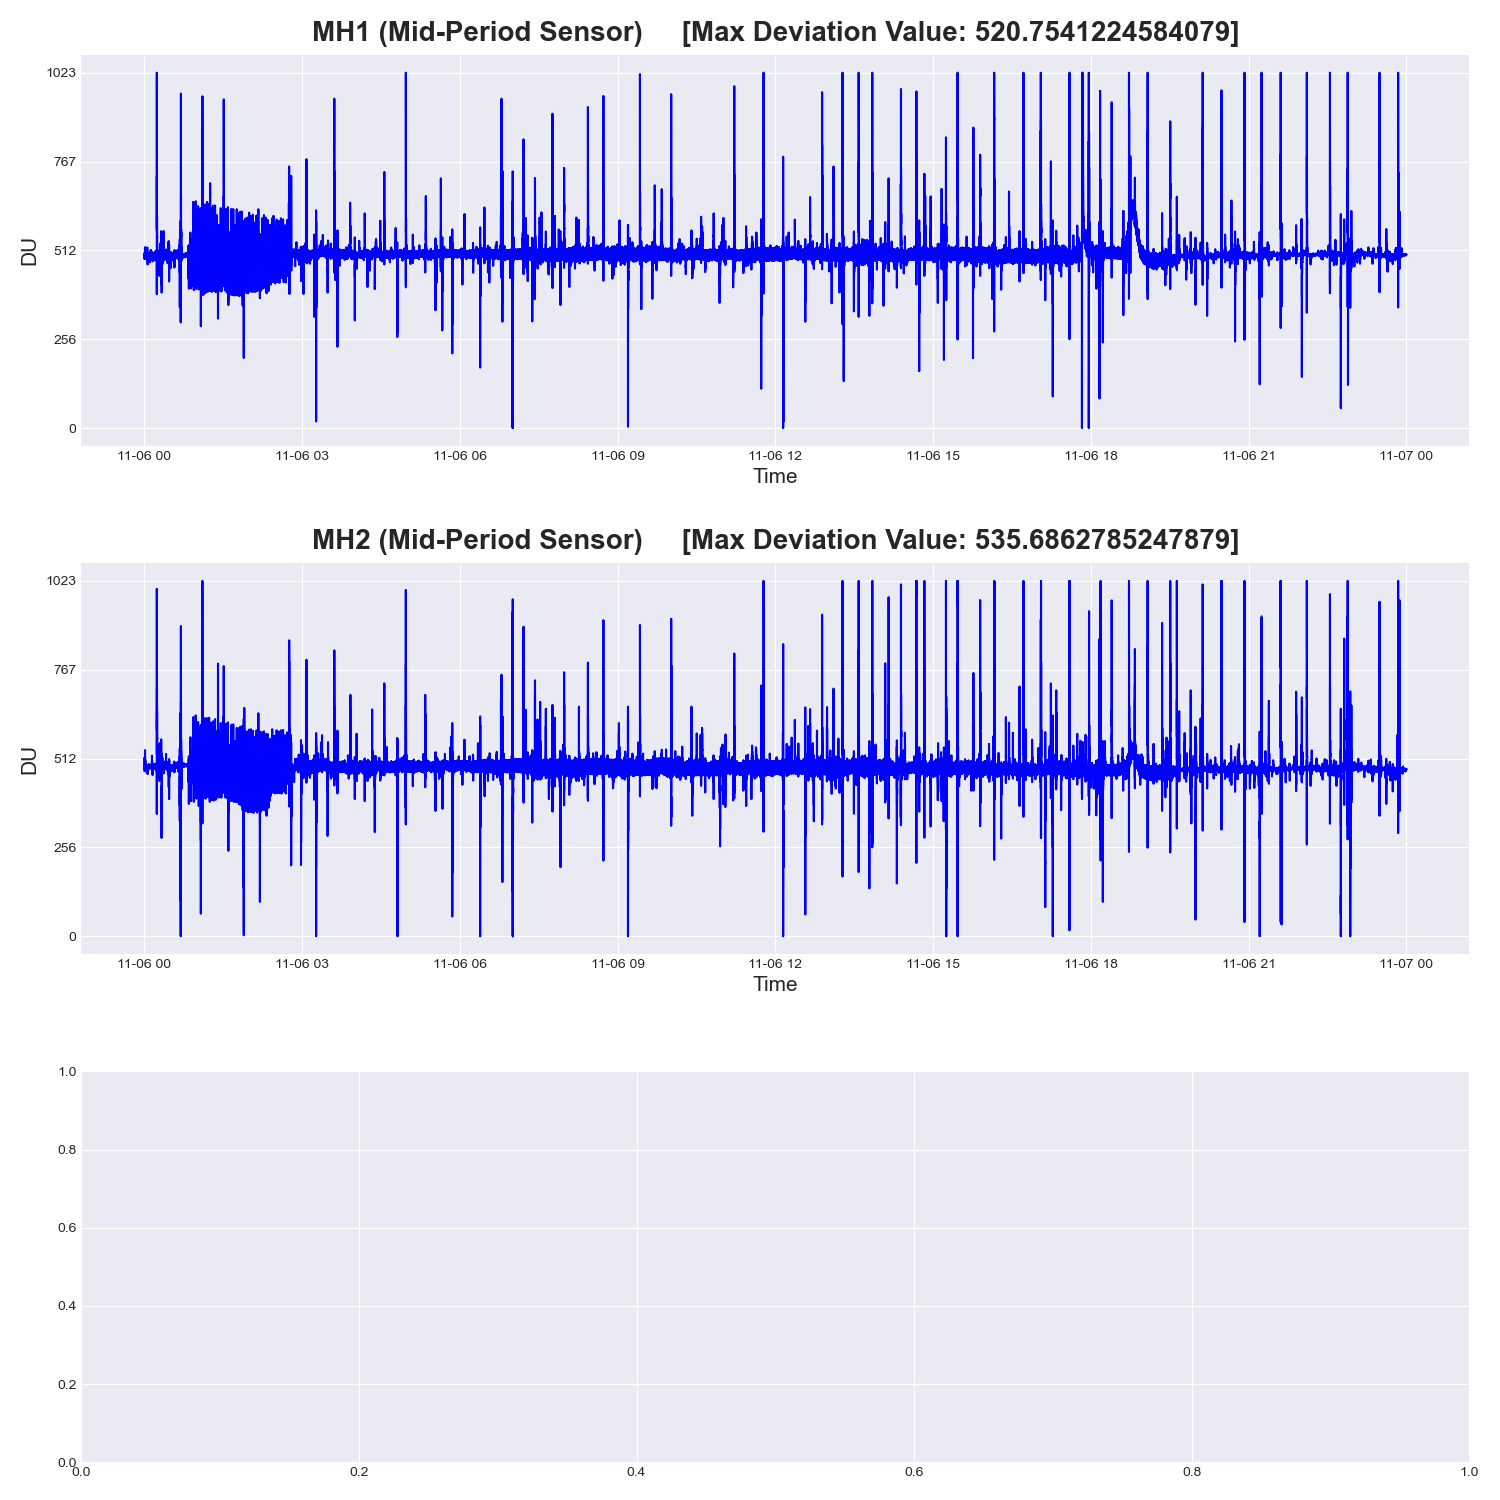 MH1 (Mid-Period Sensor) [Max Deviation Value: 520.7541224584079]
1023
767
512
256
0
DU
11-06 00 11-06 03 11-06 06 11-06 09 11-06 12 11-06 15 11-06 18 11-06 21 11-07 00
Time
MH2 (Mid-Period Sensor) [Max Deviation Value: 535.6862785247879]
1023
767
512
256
0
DU
11-06 00 11-06 03 11-06 06 11-06 09 11-06 12 11-06 15 11-06 18 11-06 21 11-07 00
Time
1.0
0.8
0.6
0.4
0.2
0.0
0.0 0.2 0.4 0.6 0.8 1.0